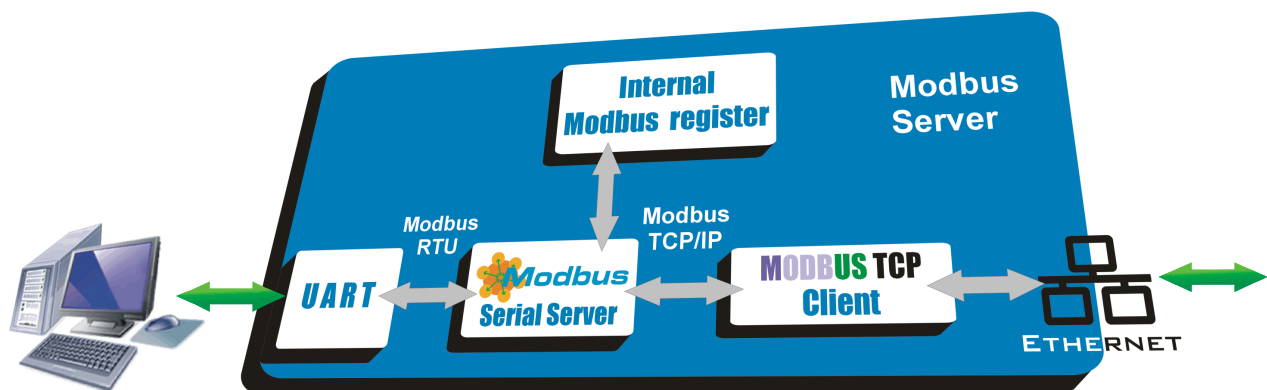 Internal
Modbus register
Modbus
Server
Modbus
RTU
Modbus
TCP/IP
UART
Modbus
Serial Server
MODBUS TCP
Client
ETHERNET